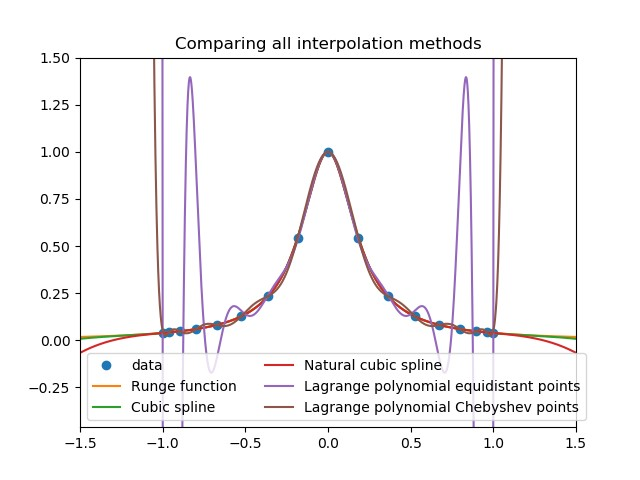 Comparing all interpolation methods
1.50
1.25
1.00
0.75
0.50
0.25
0.00
−0.25
data
Runge function
Cubic spline
Natural cubic spline
Lagrange polynomial equidistant points
Lagrange polynomial Chebyshev points
−1.5 −1.0 −0.5 0.0 0.5 1.0 1.5